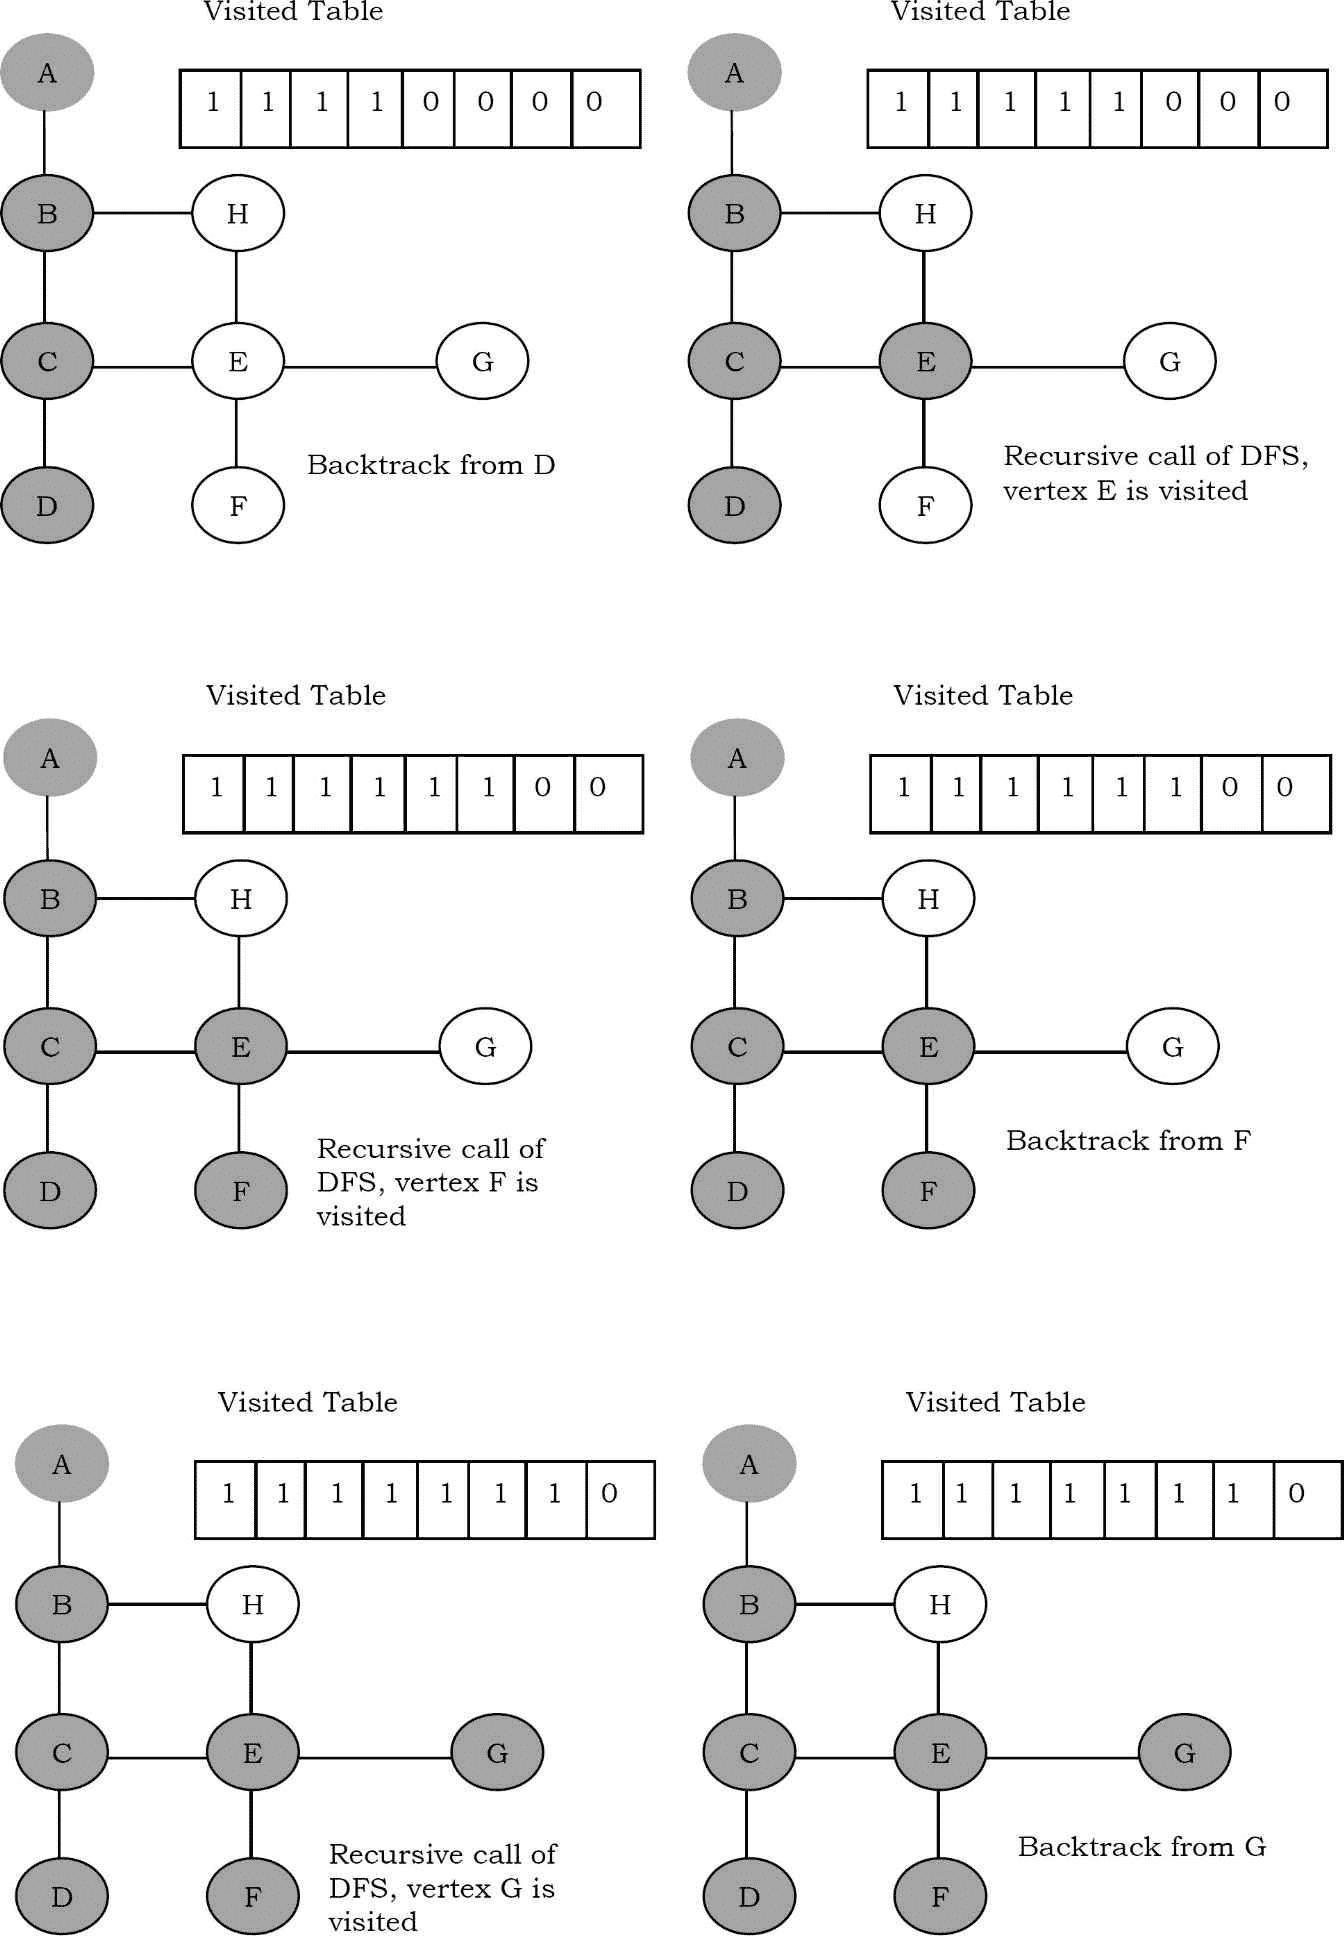 Visited Table
A
1 1 1 1 0 0 0 0
B H
C E G
Backtrack from D
D F
Visited Table
A
1 1 1 1 1 0 0 0
B H
C E G
Recursive call of DFS,
vertex E is visited
D F
Visited Table
A
1 1 1 1 1 1 0 0
B H
C E G
Recursive call of
DFS, vertex F is
visited
D F
Visited Table
A
1 1 1 1 1 1 0 0
B H
C E G
Backtrack from F
D F
Visited Table
A
1 1 1 1 1 1 1 0
B H
C E G
Recursive call of
DFS, vertex G is
visited
D F
Visited Table
A
1 1 1 1 1 1 1 0
B H
C E G
Backtrack from G
D F